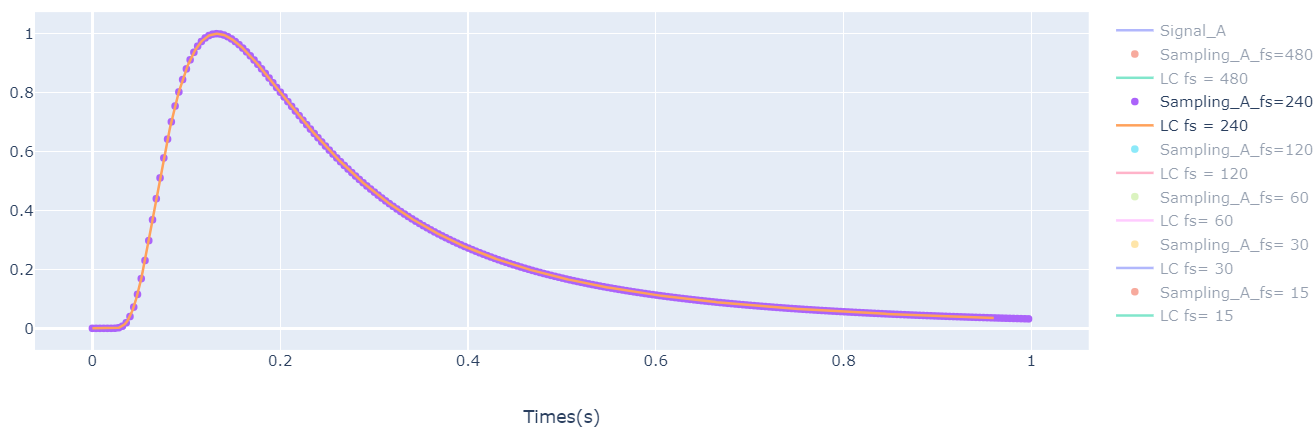 1
0.8
0.6
0.4
0.2
0
0 0.2 0.4 0.6 0.8 1
Times(s)
Signal_A
Sampling_A_fs=480
LC fs = 480
Sampling_A_fs=240
LC fs = 240
Sampling_A_fs=120
LC fs = 120
Sampling_A_fs= 60
LC fs= 60
Sampling_A_fs= 30
LC fs= 30
Sampling_A_fs= 15
LC fs= 15